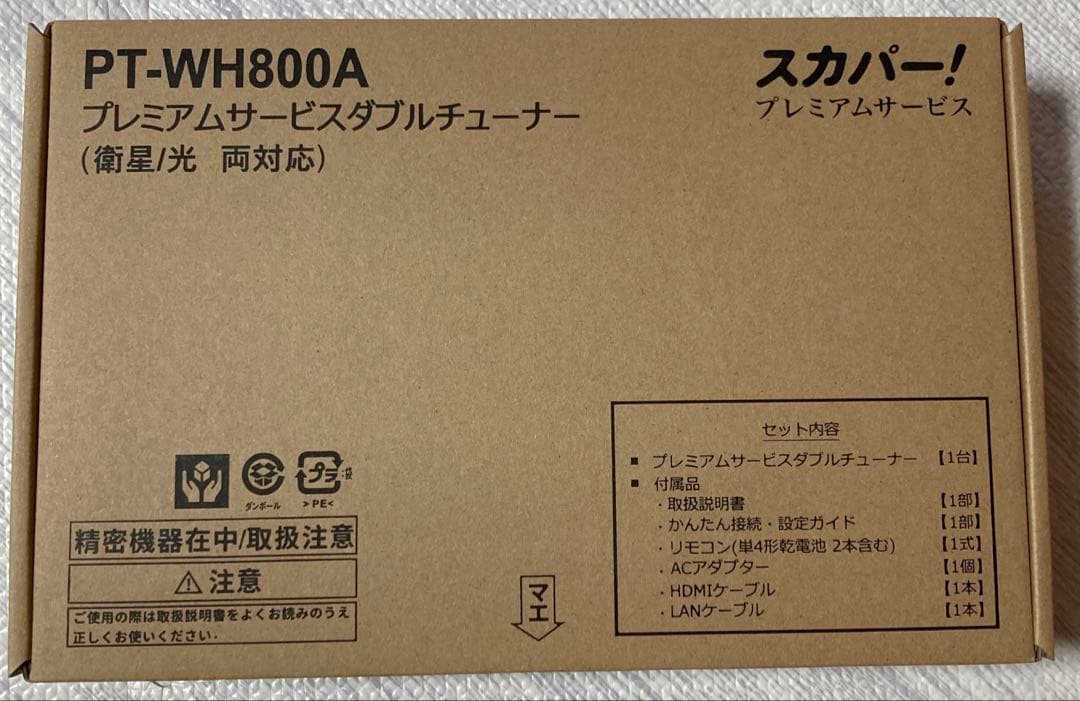 PT-WH800A
プレミアムサービスダブルチューナー
(衛星/光 両対応)
スカパー!
プレミアムサービス
セット内容
■ プレミアムサービスダブルチューナー 【1台】
■ 付属品
・取扱説明書 【1部】
・かんたん接続・設定ガイド 【1部】
・リモコン(単4形乾電池 2本含む) 【1式】
・ACアダプター 【1個】
・HDMIケーブル 【1本】
・LANケーブル 【1本】
ダンボール
プラ
:袋
>PE<
精密機器在中/取扱注意
⚠注意
ご使用の際は取扱説明書をよくお読みのうえ
正しくお使いください.
マエ